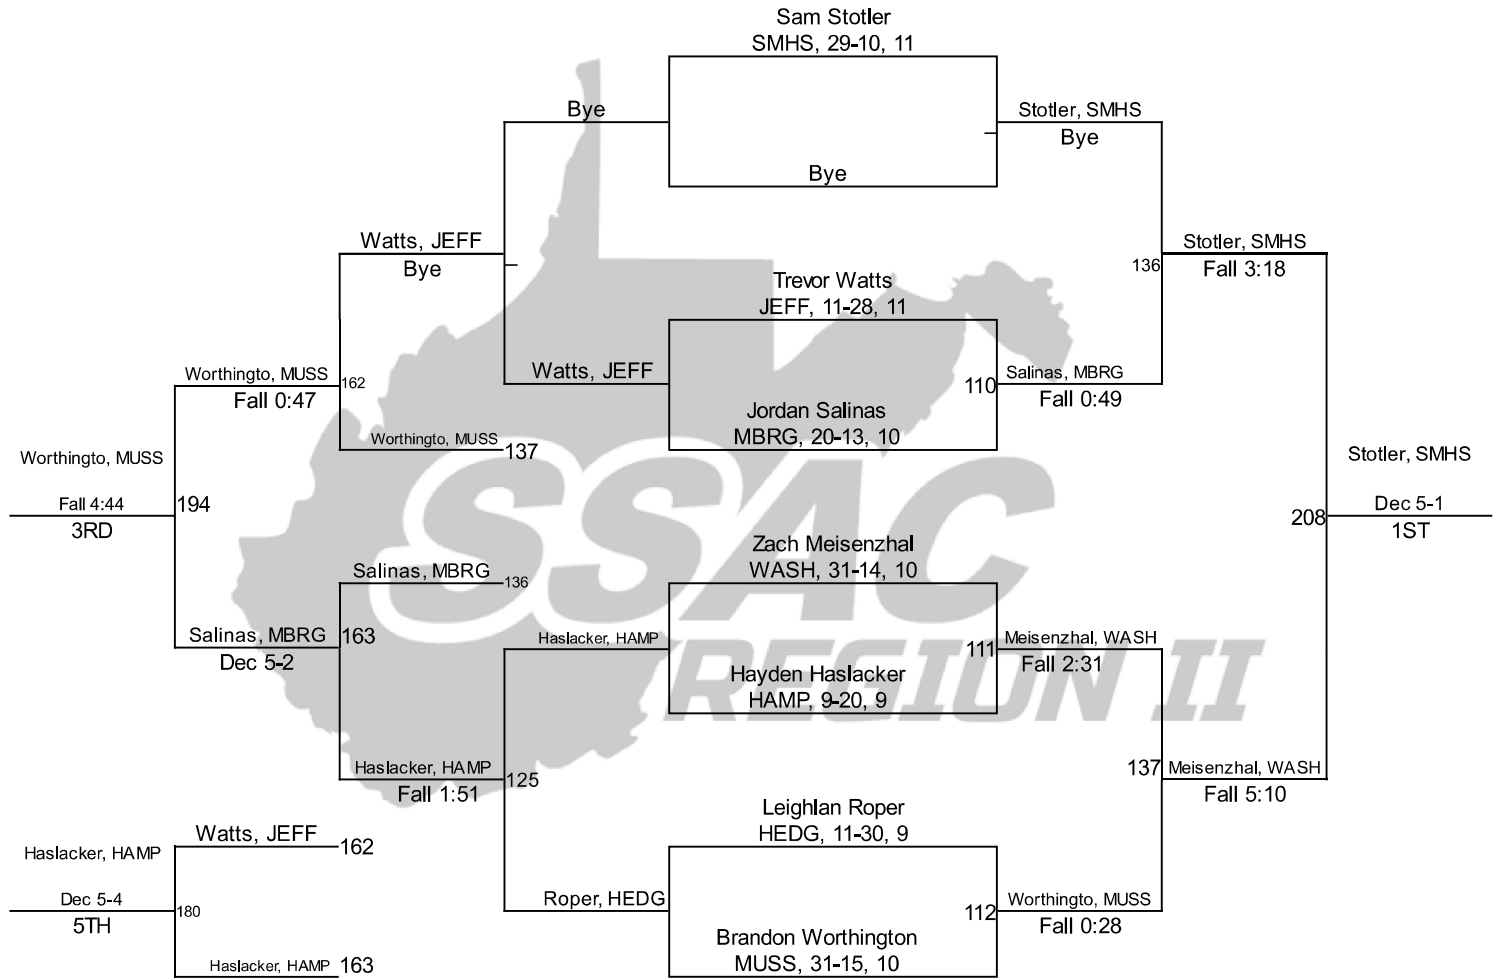 Sam Stotler
SMHS, 29-10, 11
Bye
Stotler, SMHS
Bye
Bye
Watts, JEFF
Bye
Stotler, SMHS
136
Fall 3:18
Trevor Watts
JEFF, 11-28, 11
Worthingto, MUSS
162
Fall 0:47
Watts, JEFF
110
Salinas, MBRG
Fall 0:49
Jordan Salinas
MBRG, 20-13, 10
Worthingto, MUSS
137
Worthingto, MUSS
Stotler, SMHS
Fall 4:44
194
3RD
208
Dec 5-1
1ST
SSAC
REGION II
Zach Meisenzhal
WASH, 31-14, 10
Salinas, MBRG
136
Salinas, MBRG
163
Dec 5-2
Haslacker, HAMP
111
Meisenzhal, WASH
Fall 2:31
Hayden Haslacker
HAMP, 9-20, 9
Haslacker, HAMP
125
Fall 1:51
137
Meisenzhal, WASH
Fall 5:10
Leighlan Roper
HEDG, 11-30, 9
Watts, JEFF
162
Haslacker, HAMP
Dec 5-4
180
5TH
Roper, HEDG
112
Worthingto, MUSS
Fall 0:28
Brandon Worthington
MUSS, 31-15, 10
Haslacker, HAMP
163